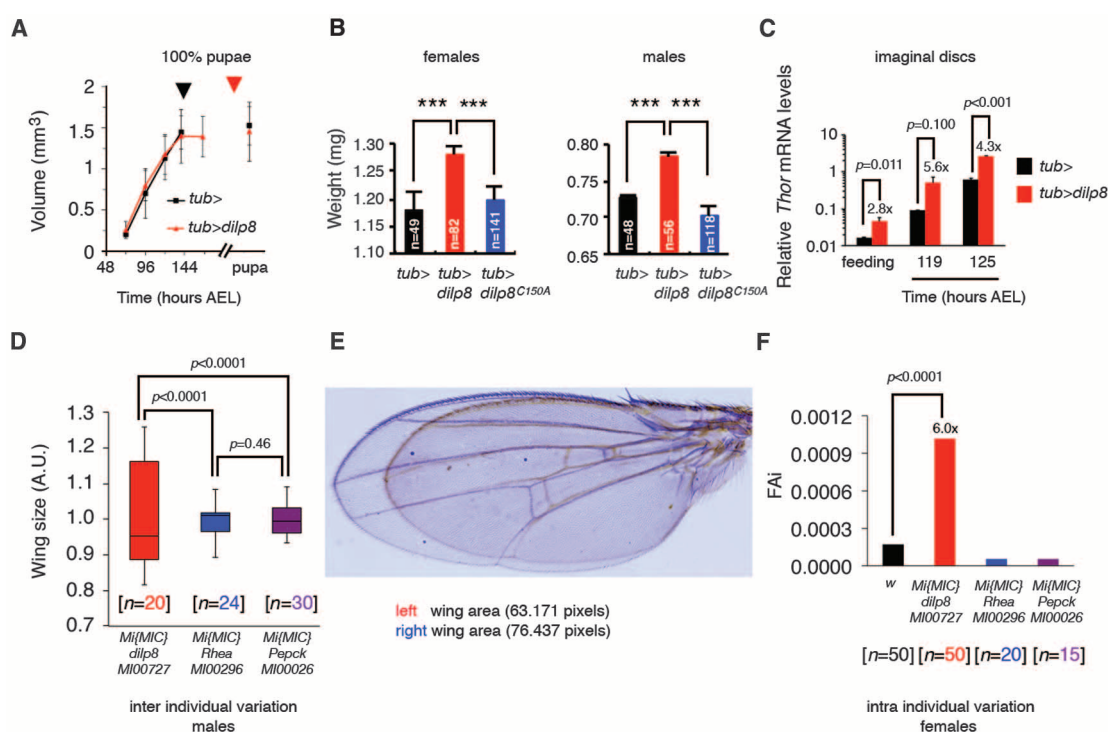 A
100% pupae
2
1.5
1
0.5
0
Volume (mm3)
tub>
tub>dilp8
48 96 144 pupa
Time (hours AEL)
B
females
*** ***
1.30
1.25
1.20
1.15
1.10
Weight (mg)
n=49 n=82 n=141
tub> tub> tub>
dilp8 dilp8C150A
males
*** ***
0.80
0.75
0.70
0.65
n=48 n=56 n=118
tub> tub> tub>
dilp8 dilp8C150A
C
imaginal discs
Relative Thor mRNA levels
p<0.001
p=0.100
p=0.011
10
1
0.1
0.01
2.8x 5.6x 4.3x
tub>
tub>dilp8
feeding 119 125
Time (hours AEL)
D
p<0.0001
p<0.0001
p=0.46
1.3
1.2
1.1
1.0
0.9
0.8
0.7
Wing size (A.U.)
[n=20] [n=24] [n=30]
Mi{MIC} Mi{MIC} Mi{MIC}
dilp8 Rhea Pepck
MI00727 MI00296 MI00026
inter individual variation
males
E
left wing area (63.171 pixels)
right wing area (76.437 pixels)
F
p<0.0001
0.0012
0.0009
0.0006
0.0003
0.0000
FAi
6.0x
w Mi{MIC} Mi{MIC} Mi{MIC}
dilp8 Rhea Pepck
MI00727 MI00296 MI00026
[n=50] [n=50] [n=20] [n=15]
intra individual variation
females